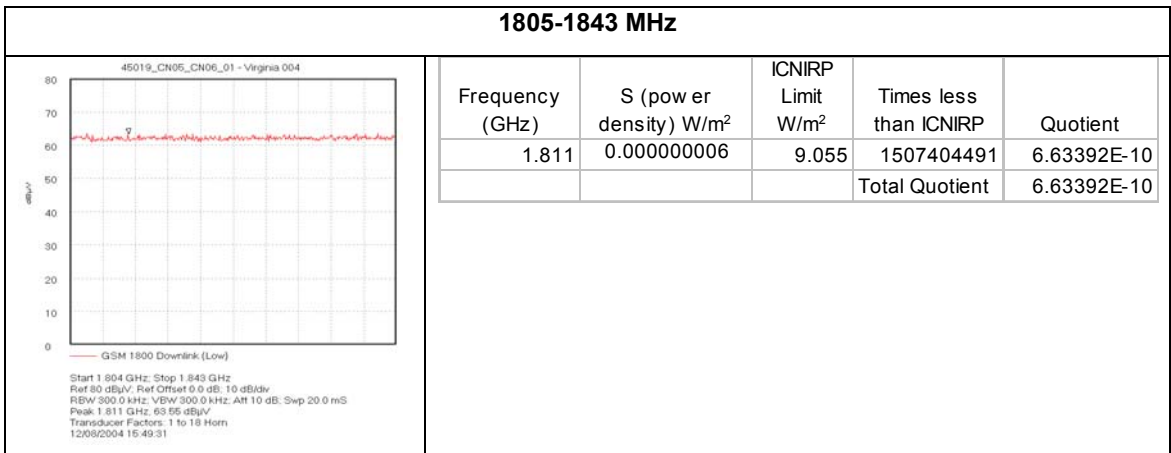 1805-1843 MHz
45019_CN05_CN06_01 - Virginia 004
80
70
60
50
40
30
20
10
0
dBµV
GSM 1800 Downlink (Low)
Start 1.804 GHz; Stop 1.843 GHz
Ref 80 dBµV; Ref Offset 0.0 dB; 10 dB/div
RBW 300.0 kHz; VBW 300.0 kHz; Att 10 dB; Swp 20.0 mS
Peak 1.811 GHz, 63.55 dBµV
Transducer Factors: 1 to 18 Horn
12/08/2004 15:49:31
Frequency (GHz) S (pow er density) W/m² ICNIRP Limit W/m² Times less than ICNIRP Quotient
1.811 0.000000006 9.055 1507404491 6.63392E-10
Total Quotient 6.63392E-10